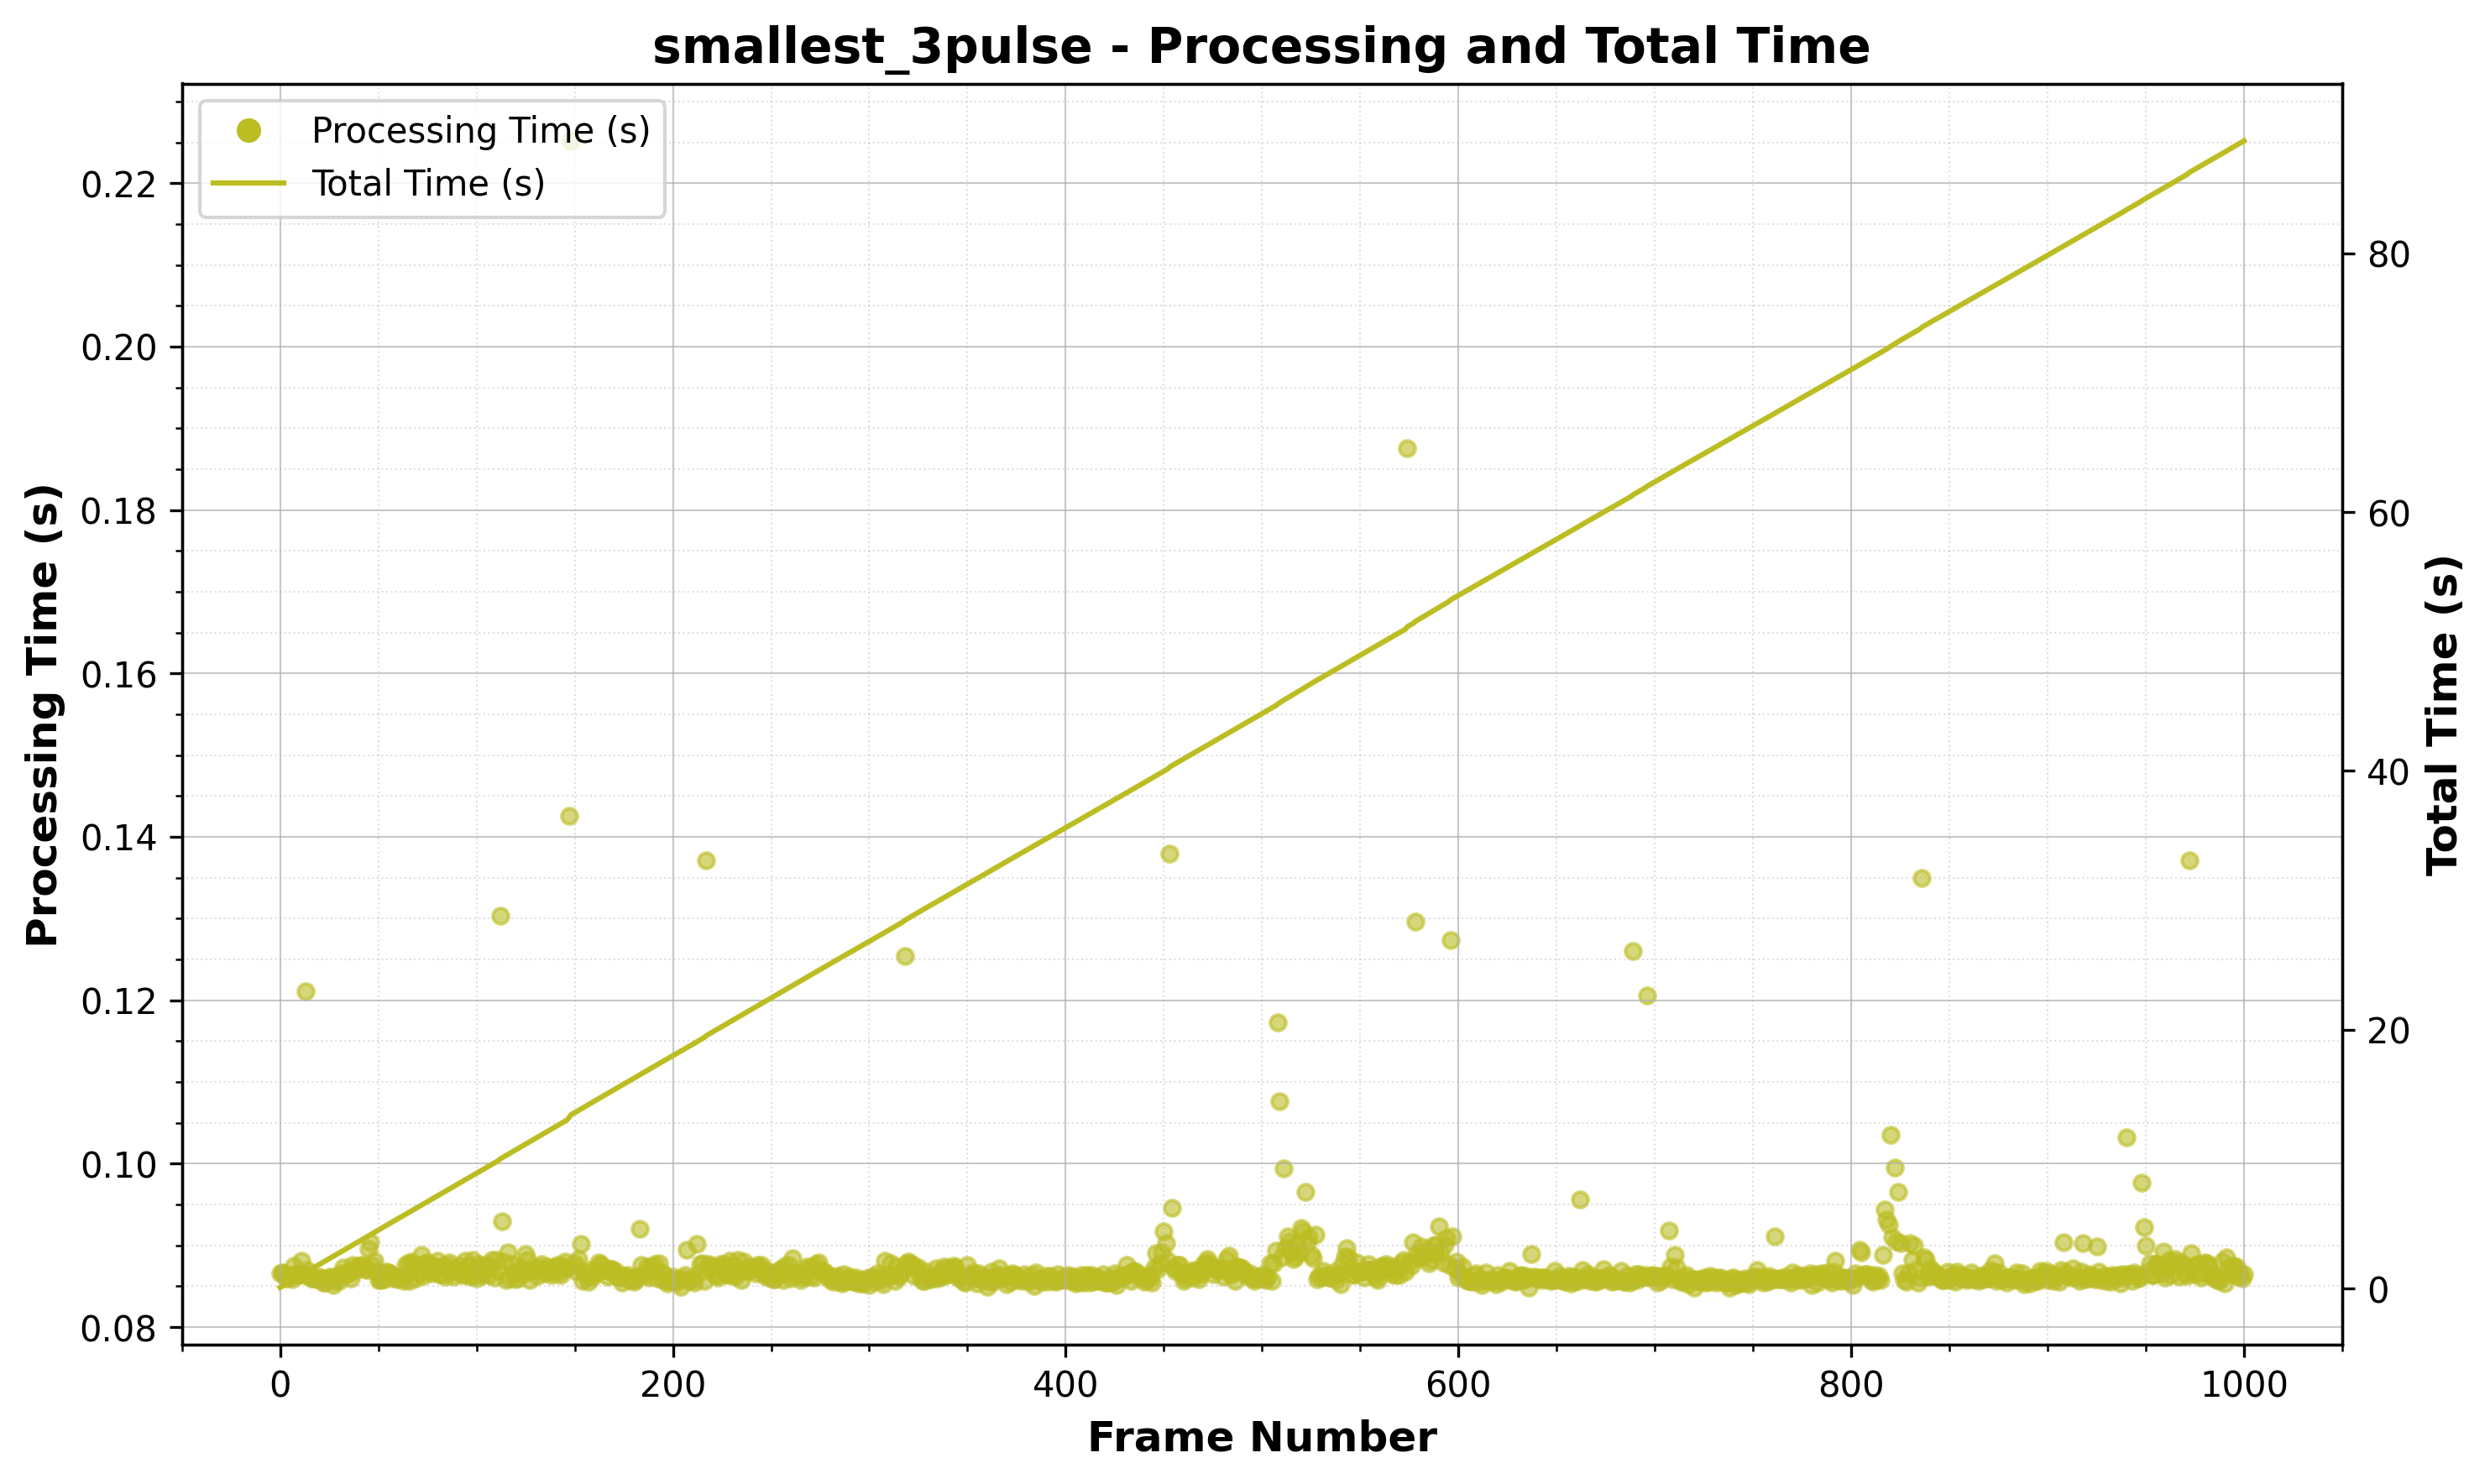 smallest_3pulse - Processing and Total Time
Processing Time (s)
Total Time (s)
0.22
0.20
0.18
0.16
0.14
0.12
0.10
0.08
Processing Time (s)
80
60
40
20
0
Total Time (s)
0 200 400 600 800 1000
Frame Number